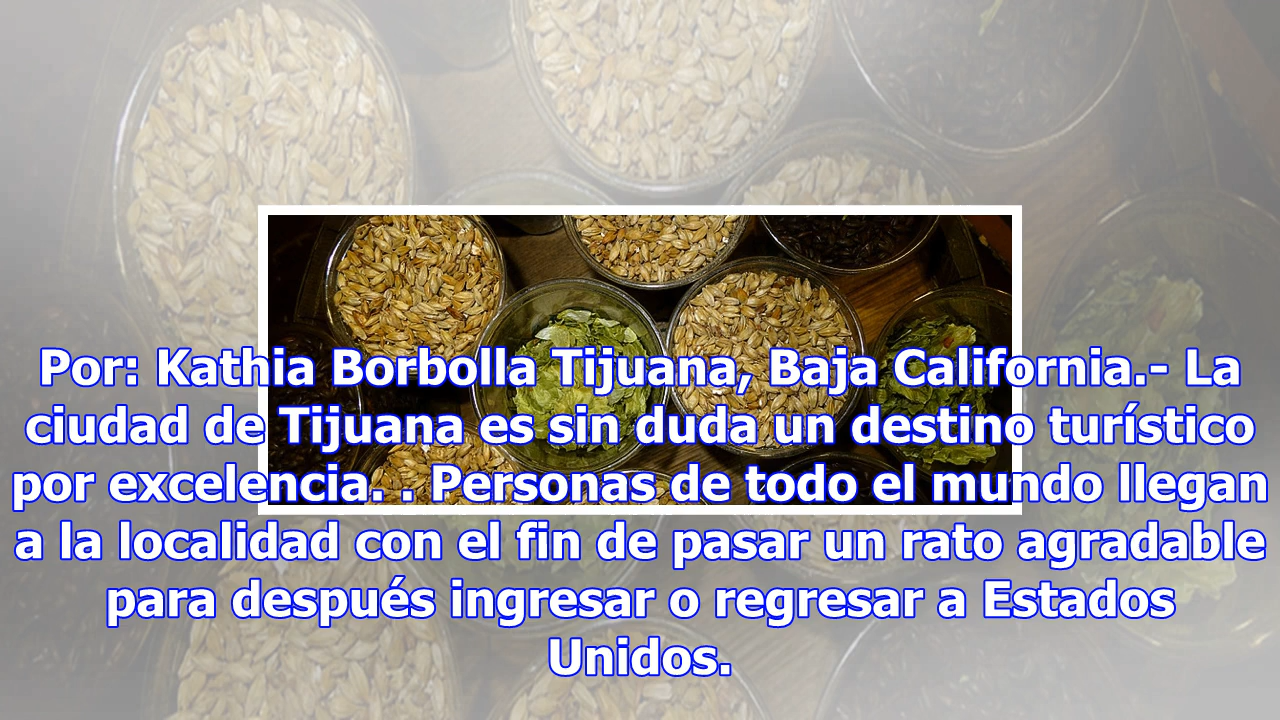 Por: Kathia Borbolla Tijuana, Baja California.- La
ciudad de Tijuana es sin duda un destino turístico
por excelencia. . Personas de todo el mundo llegan
a la localidad con el fin de pasar un rato agradable
para después ingresar o regresar a Estados
Unidos.